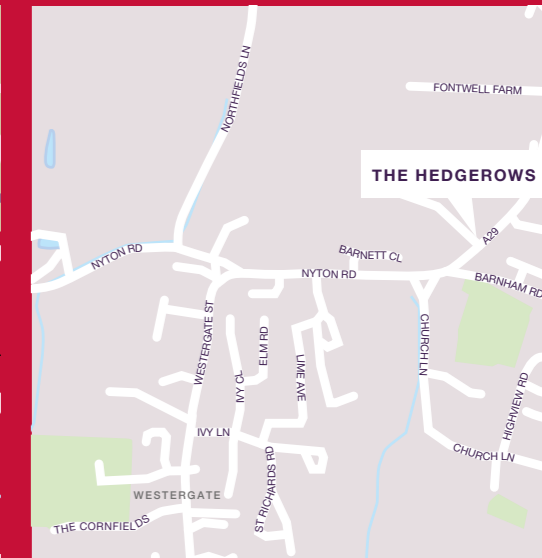 NORTHFIELDS LN
FONTWELL FARM
THE HEDGEROWS
A29
NYTON RD
BARNETT CL
NYTON RD
BARNHAM RD
WESTERGATE ST
ELM RD
IVY CL
LIME AVE
CHURCH LN
HIGHVIEW RD
IVY LN
CHURCH LN
ST RICHARDS RD
WESTERGATE
THE CORNFIELDS